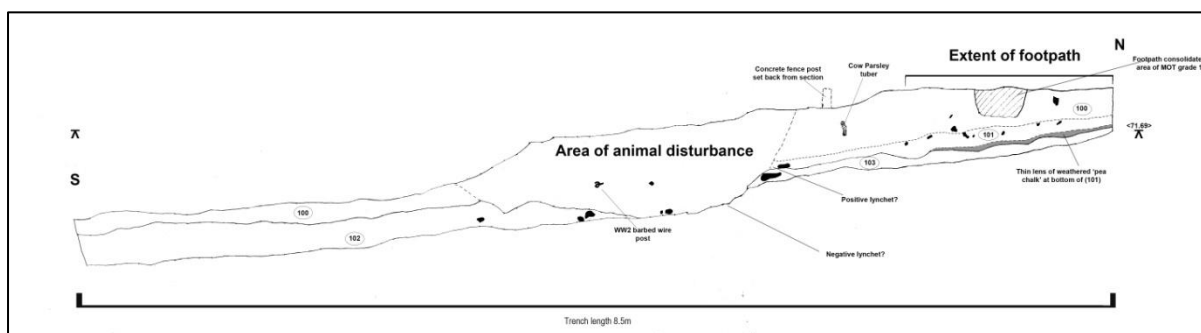 Extent of footpath
N
Footpath consolidate
area of MOT grade 1
Concrete fence post
set back from section
Cow Parsley
tuber
100
<71.69>
101
Area of animal disturbance
103
S
Thin lens of weathered 'pea
chalk' at bottom of (101)
Positive lynchet?
100
WW2 barbed wire
post
102
Negative lynchet?
Trench length 8.5m